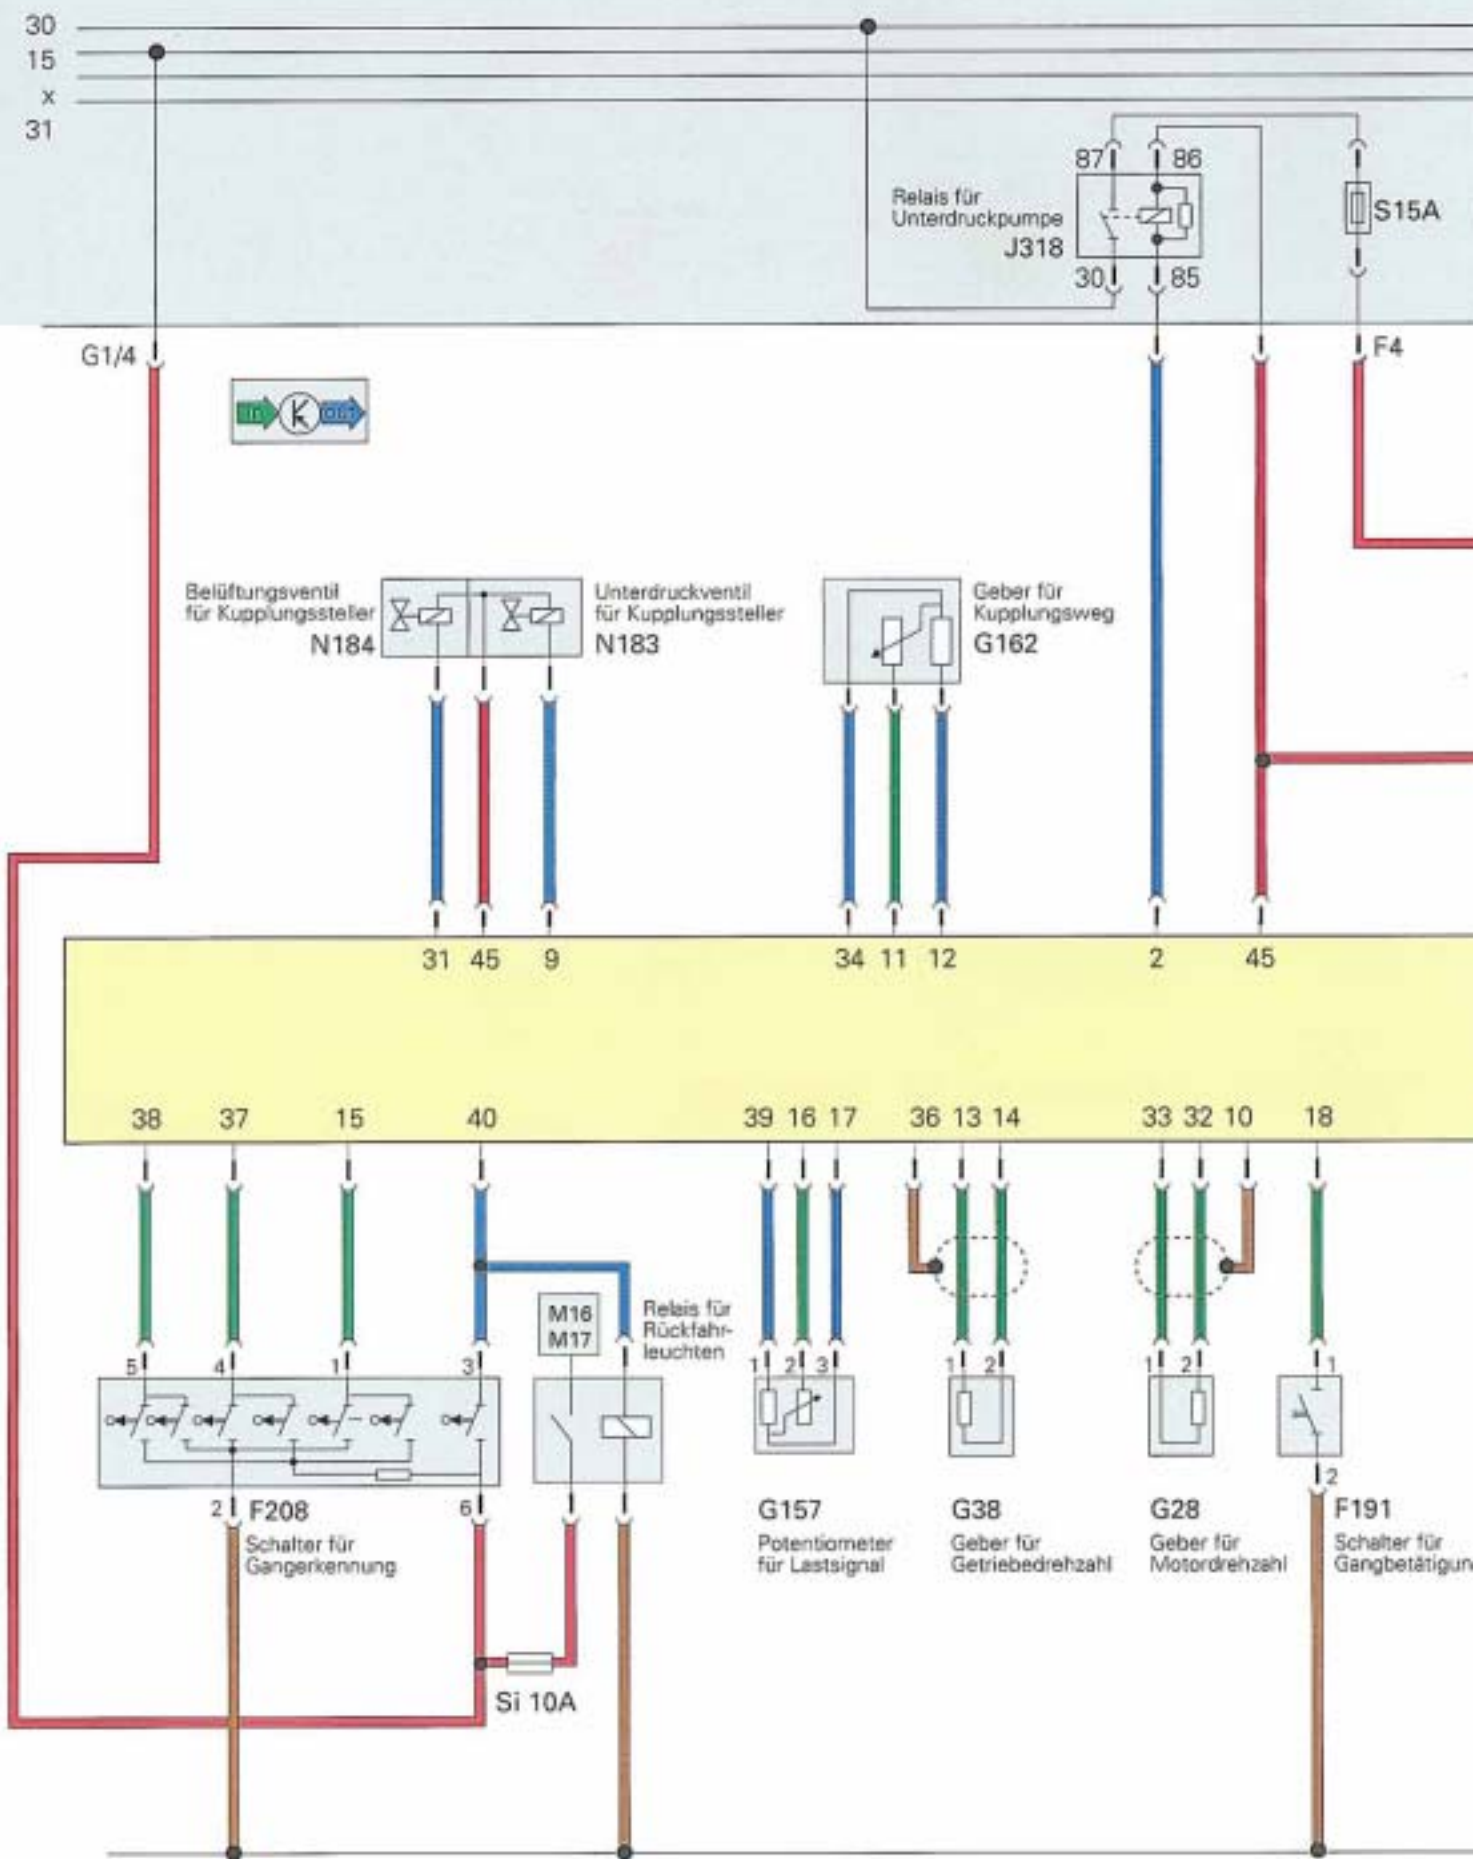 30
15
x
31
87 86
Relais für
Unterdruckpumpe
J318
S15A
30 85
G1/4
F4
IN OUT
Belüftungsventil
für Kupplungssteller
N184
Unterdruckventil
für Kupplungssteller
N183
Geber für
Kupplungsweg
G162
31 45 9 34 11 12 2 45
38 37 15 40 39 16 17 36 13 14 33 32 10 18
M16
M17
Relais für
Rückfahr-
leuchten
5 4 1 3 1 2 3 1 2 1 2 1
2 F208
Schalter für
Gangerkennung
6
G157
Potentiometer
für Lastsignal
G38
Geber für
Getriebedrehzahl
G28
Geber für
Motordrehzahl
2
F191
Schalter für
Gangbetätigun
Si 10A